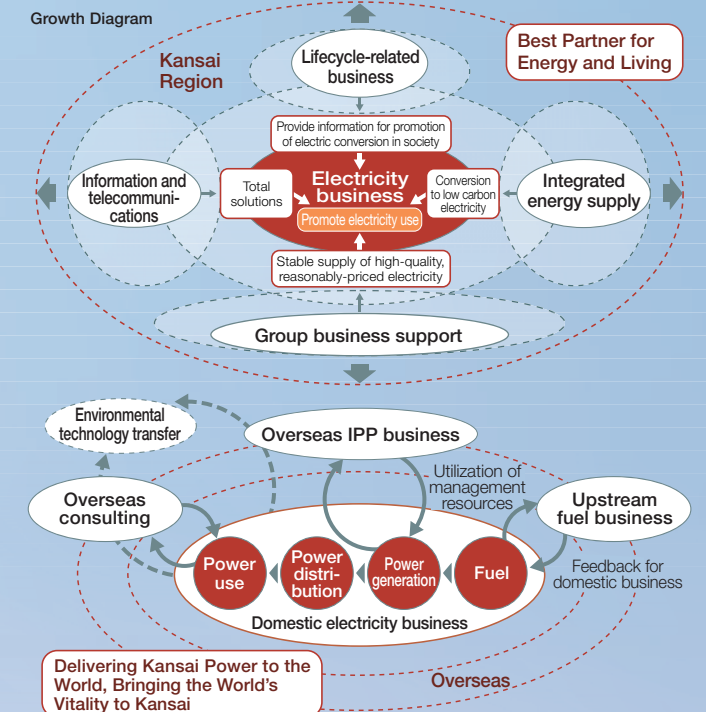 Growth Diagram
Best Partner for
Energy and Living
Kansai
Region
Lifecycle-related
business
Provide information for promotion
of electric conversion in society
Information and
telecommuni-
cations
Total
solutions
Electricity
business
Promote electricity use
Conversion
to low carbon
electricity
Integrated
energy supply
Stable supply of high-quality,
reasonably-priced electricity
Group business support
Environmental
technology transfer
Overseas IPP business
Utilization of
management
resources
Overseas
consulting
Upstream
fuel business
Power
use
Power
distri-
bution
Power
generation
Fuel
Feedback for
domestic business
Domestic electricity business
Delivering Kansai Power to the
World, Bringing the World's
Vitality to Kansai
Overseas